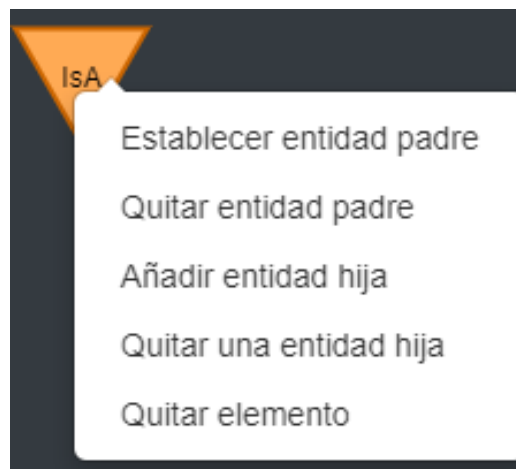 IsA
Establecer entidad padre
Quitar entidad padre
Añadir entidad hija
Quitar una entidad hija
Quitar elemento